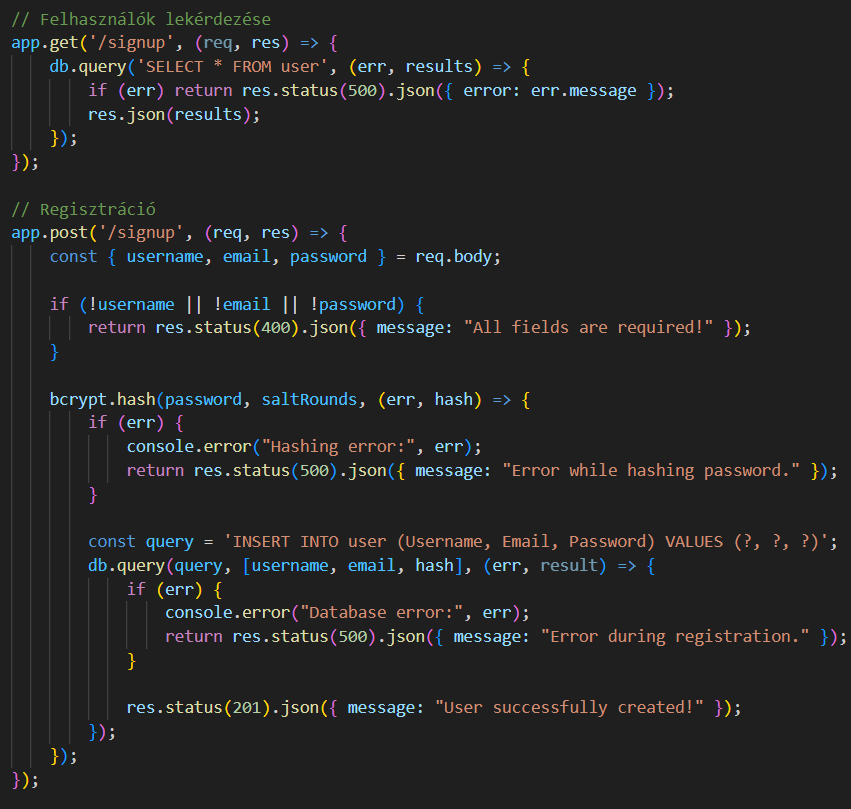 // Felhasználók lekérdezése
app.get('/signup', (req, res) => {
    db.query('SELECT * FROM user', (err, results) => {
        if (err) return res.status(500).json({ error: err.message });
        res.json(results);
    });
});

// Regisztráció
app.post('/signup', (req, res) => {
    const { username, email, password } = req.body;

    if (!username || !email || !password) {
        return res.status(400).json({ message: "All fields are required!" });
    }

    bcrypt.hash(password, saltRounds, (err, hash) => {
        if (err) {
            console.error("Hashing error:", err);
            return res.status(500).json({ message: "Error while hashing password." });
        }

        const query = 'INSERT INTO user (Username, Email, Password) VALUES (?, ?, ?)';
        db.query(query, [username, email, hash], (err, result) => {
            if (err) {
                console.error("Database error:", err);
                return res.status(500).json({ message: "Error during registration." });
            }

            res.status(201).json({ message: "User successfully created!" });
        });
    });
});